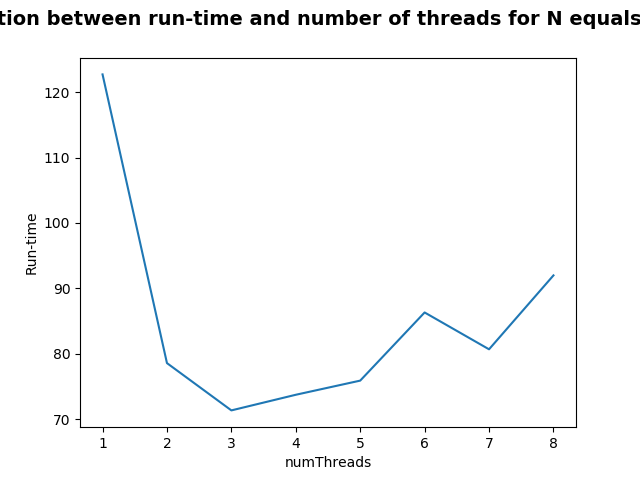 tion between run-time and number of threads for N equals
120
110
100
90
80
70
Run-time
1 2 3 4 5 6 7 8
numThreads